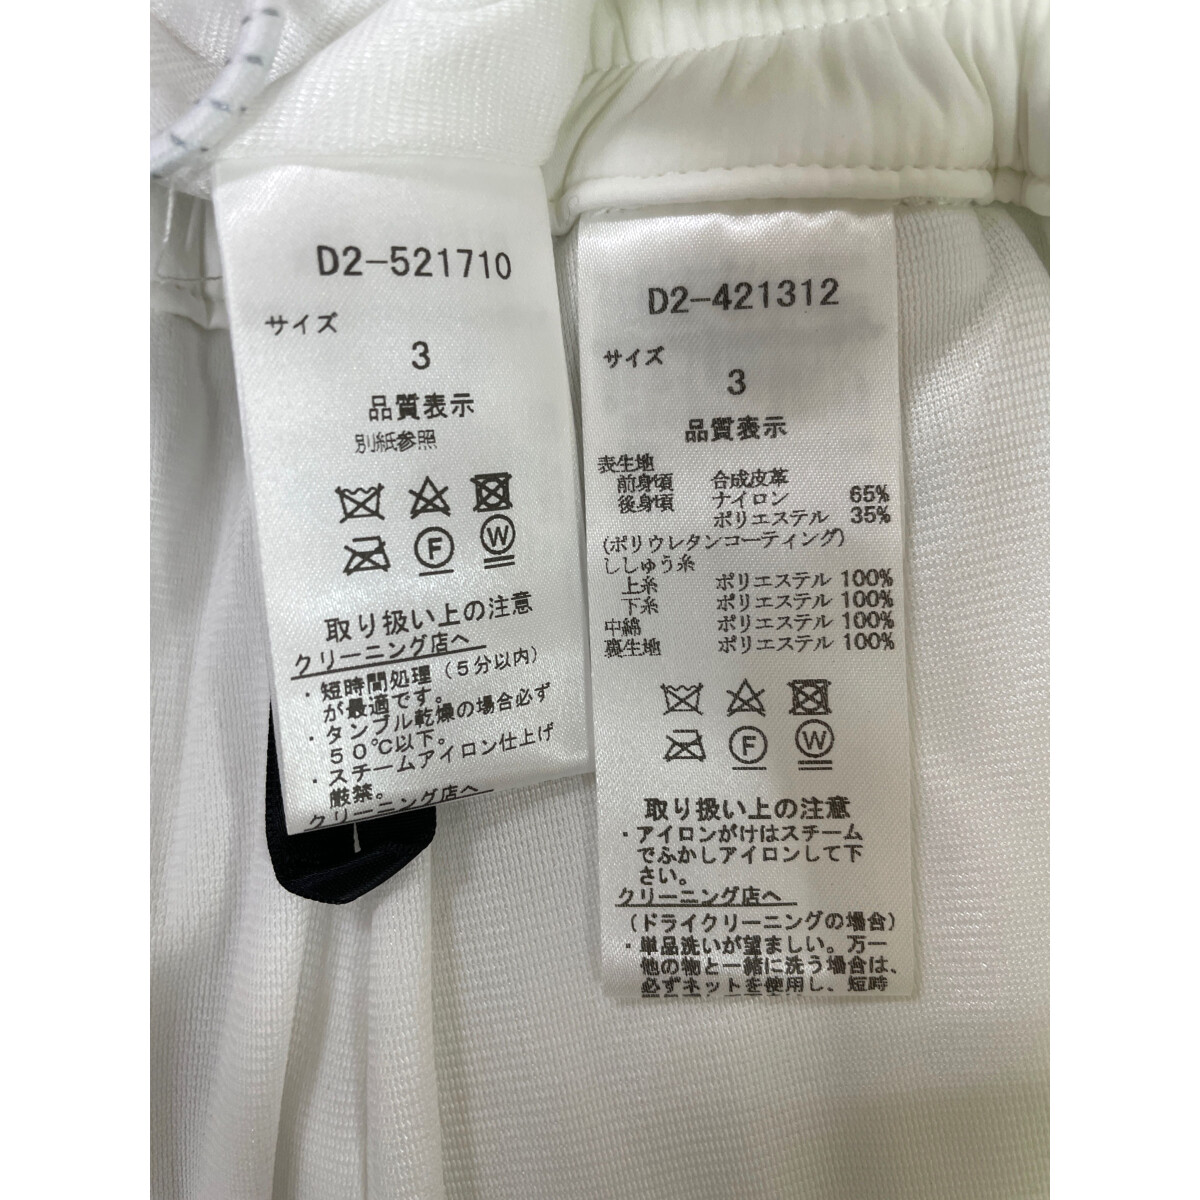 D2-521710
サイズ
3
品質表示
別紙参照
F
W
取り扱い上の注意
クリーニング店へ
・短時間処理(5分以内)
が最適です。
・タンブル乾燥の場合必ず
50℃以下。
・スチームアイロン仕上げ
厳禁。
クリーニング店へ
D2-421312
サイズ
3
品質表示
表生地
前身頃 合成皮革
後身頃 ナイロン 65%
ポリエステル 35%
(ポリウレタンコーティング)
ししゅう糸
上糸 ポリエステル 100%
下糸 ポリエステル 100%
中綿 ポリエステル 100%
裏生地 ポリエステル 100%
F
W
取り扱い上の注意
・アイロンがけはスチーム
でふかしアイロンして下
さい。
クリーニング店へ
(ドライクリーニングの場合)
・単品洗いが望ましい。万一
他の物と一緒に洗う場合は、
必ずネットを使用し、短時